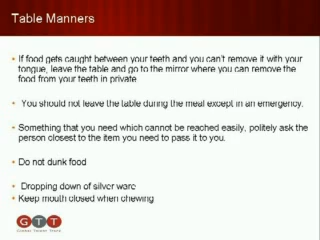 Table Manners
• If food gets caught between your teeth and you can't remove it with your
tongue, leave the table and go to the mirror where you can remove the
food from your teeth in private
• You should not leave the table during the meal except in an emergency.
• Something that you need which cannot be reached easily, politely ask the
person closest to the item you need to pass it to you.
• Do not dunk food
• Dropping down of silver ware
• Keep mouth closed when chewing
GTT
Global Talent Track